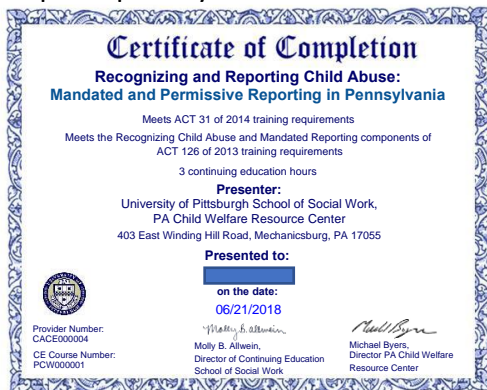 Certificate of Completion
Recognizing and Reporting Child Abuse:
Mandated and Permissive Reporting in Pennsylvania
Meets ACT 31 of 2014 training requirements
Meets the Recognizing Child Abuse and Mandated Reporting components of
ACT 126 of 2013 training requirements
3 continuing education hours
Presenter:
University of Pittsburgh School of Social Work,
PA Child Welfare Resource Center
403 East Winding Hill Road, Mechanicsburg, PA 17055
Presented to:
on the date:
06/21/2018
Provider Number:
CACE000004
CE Course Number:
PCW000001
Molly B. Allwein
Molly B. Allwein,
Director of Continuing Education
School of Social Work
Michael Byers,
Director PA Child Welfare
Resource Center